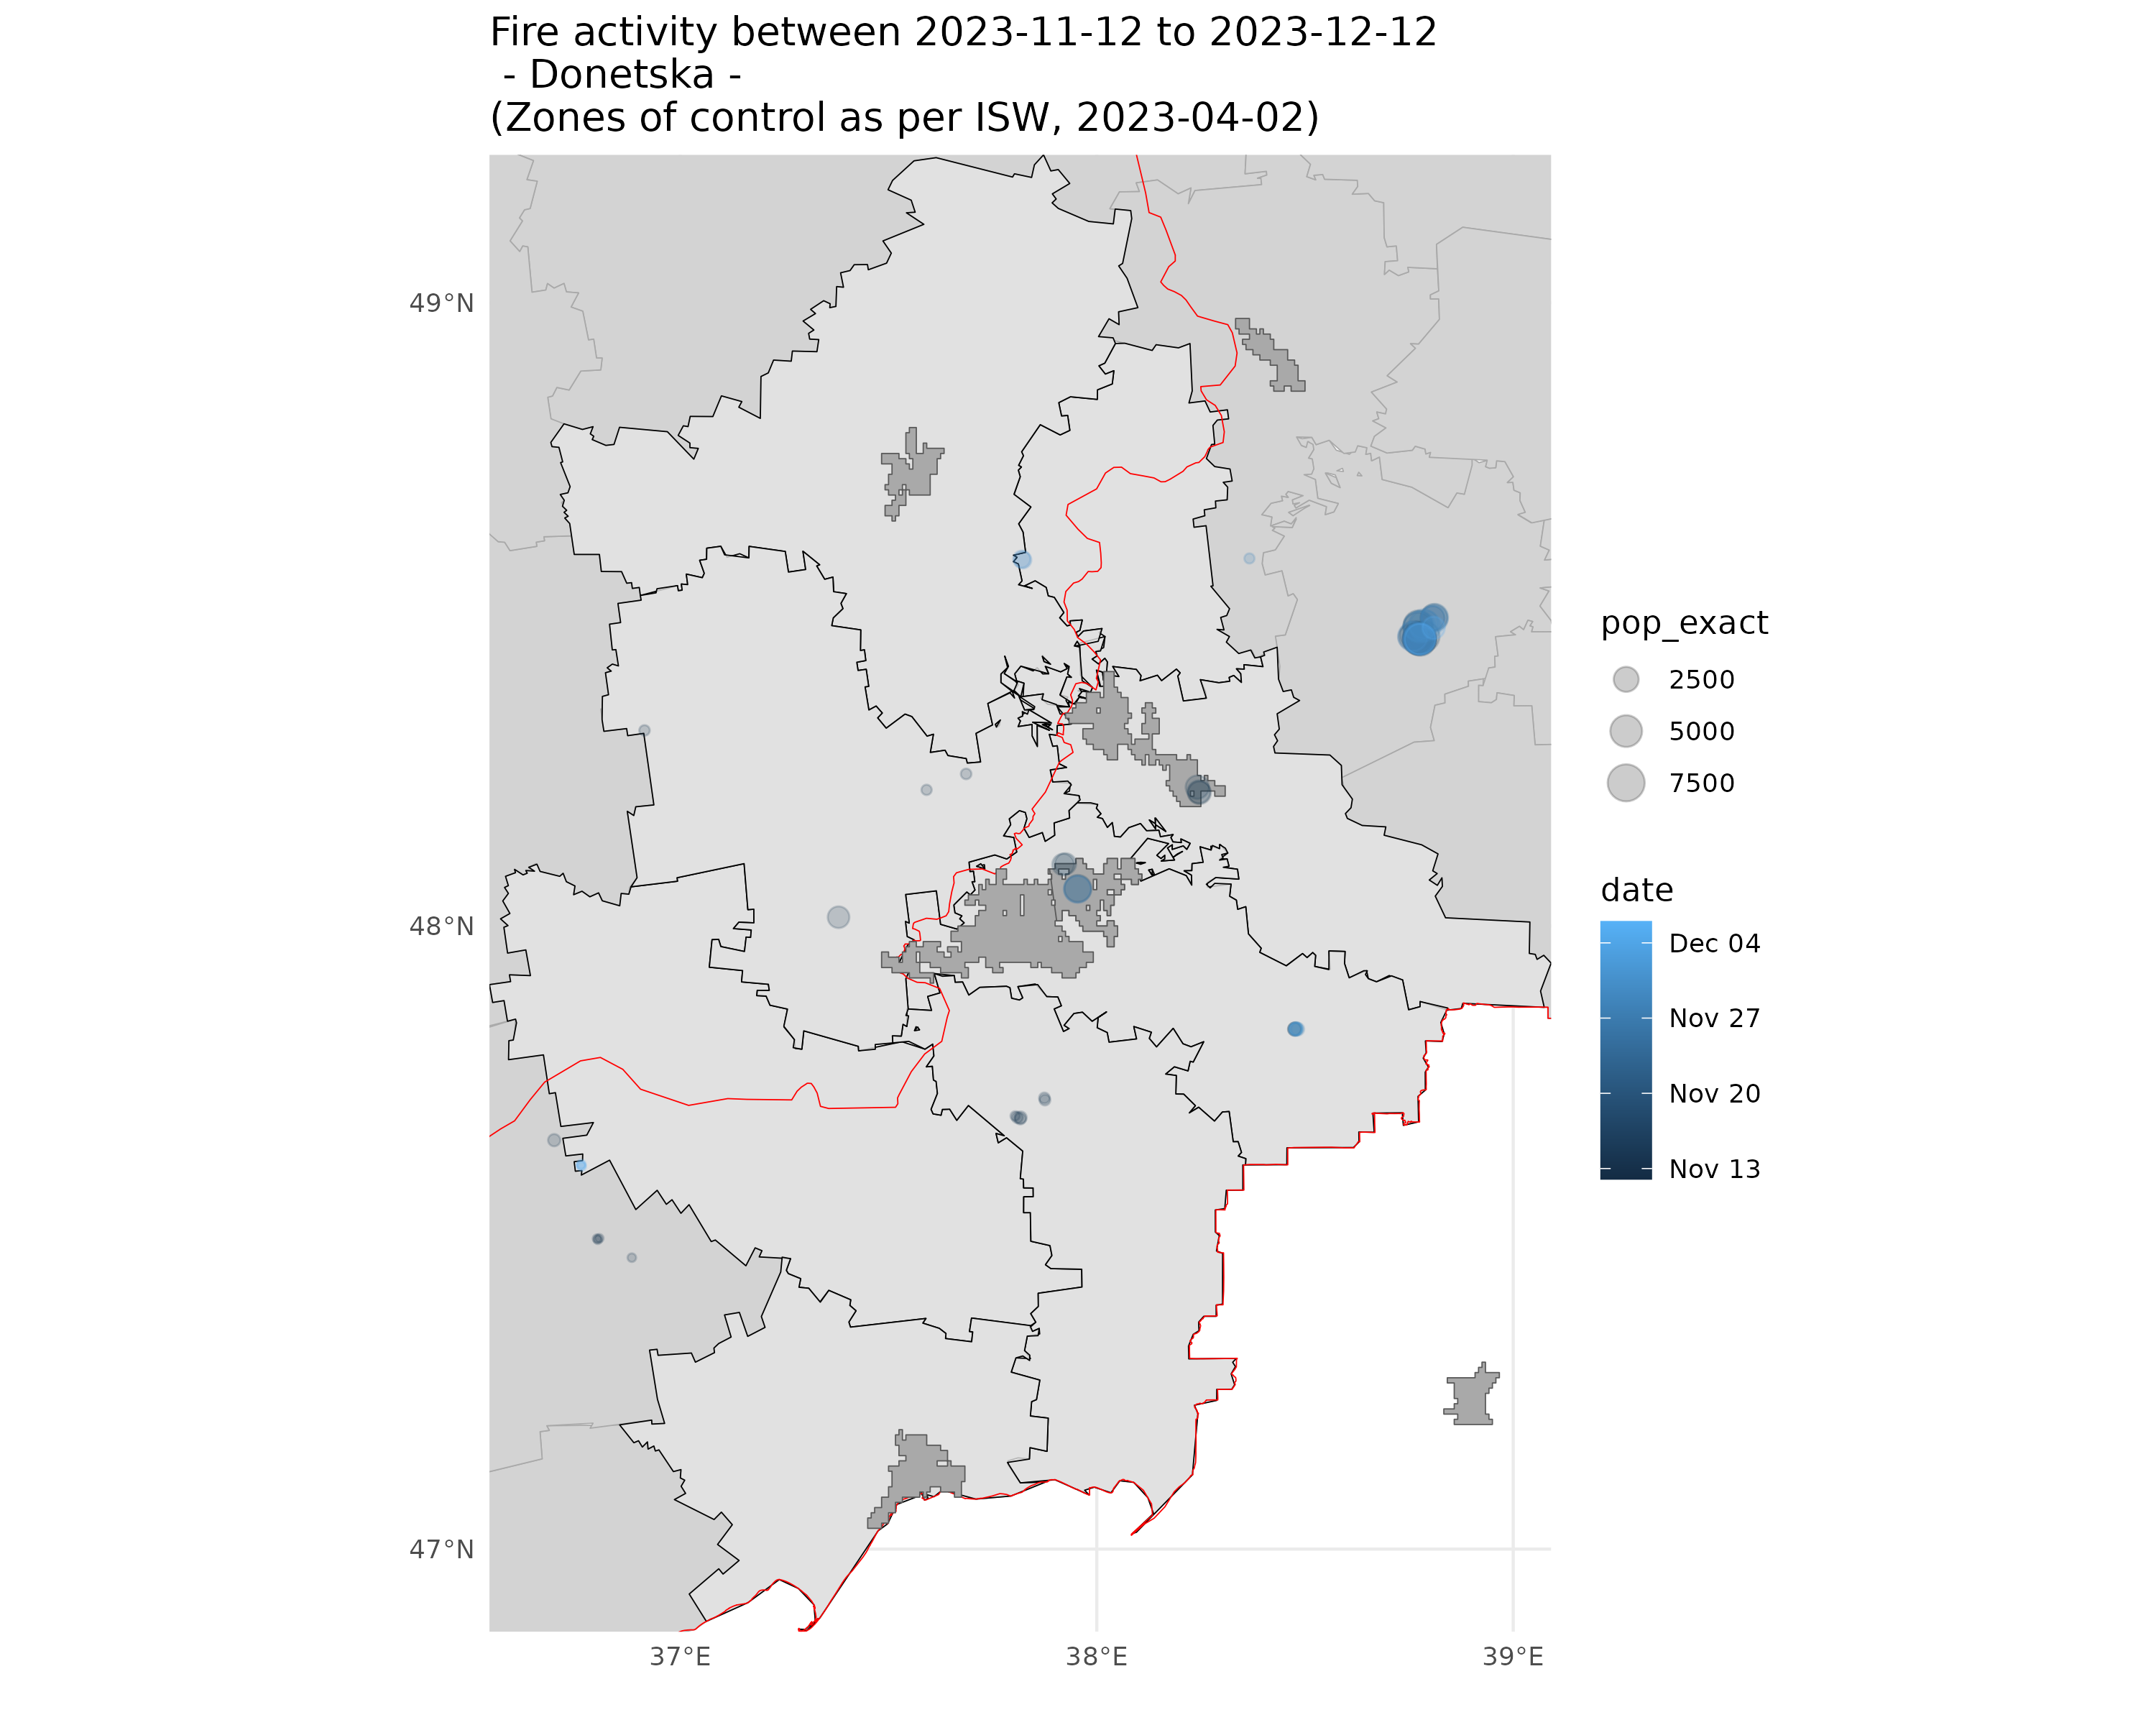 Fire activity between 2023-11-12 to 2023-12-12
- Donetska -
(Zones of control as per ISW, 2023-04-02)
49°N
48°N
47°N
37°E
38°E
39°E
pop_exact
2500
5000
7500
date
Dec 04
Nov 27
Nov 20
Nov 13